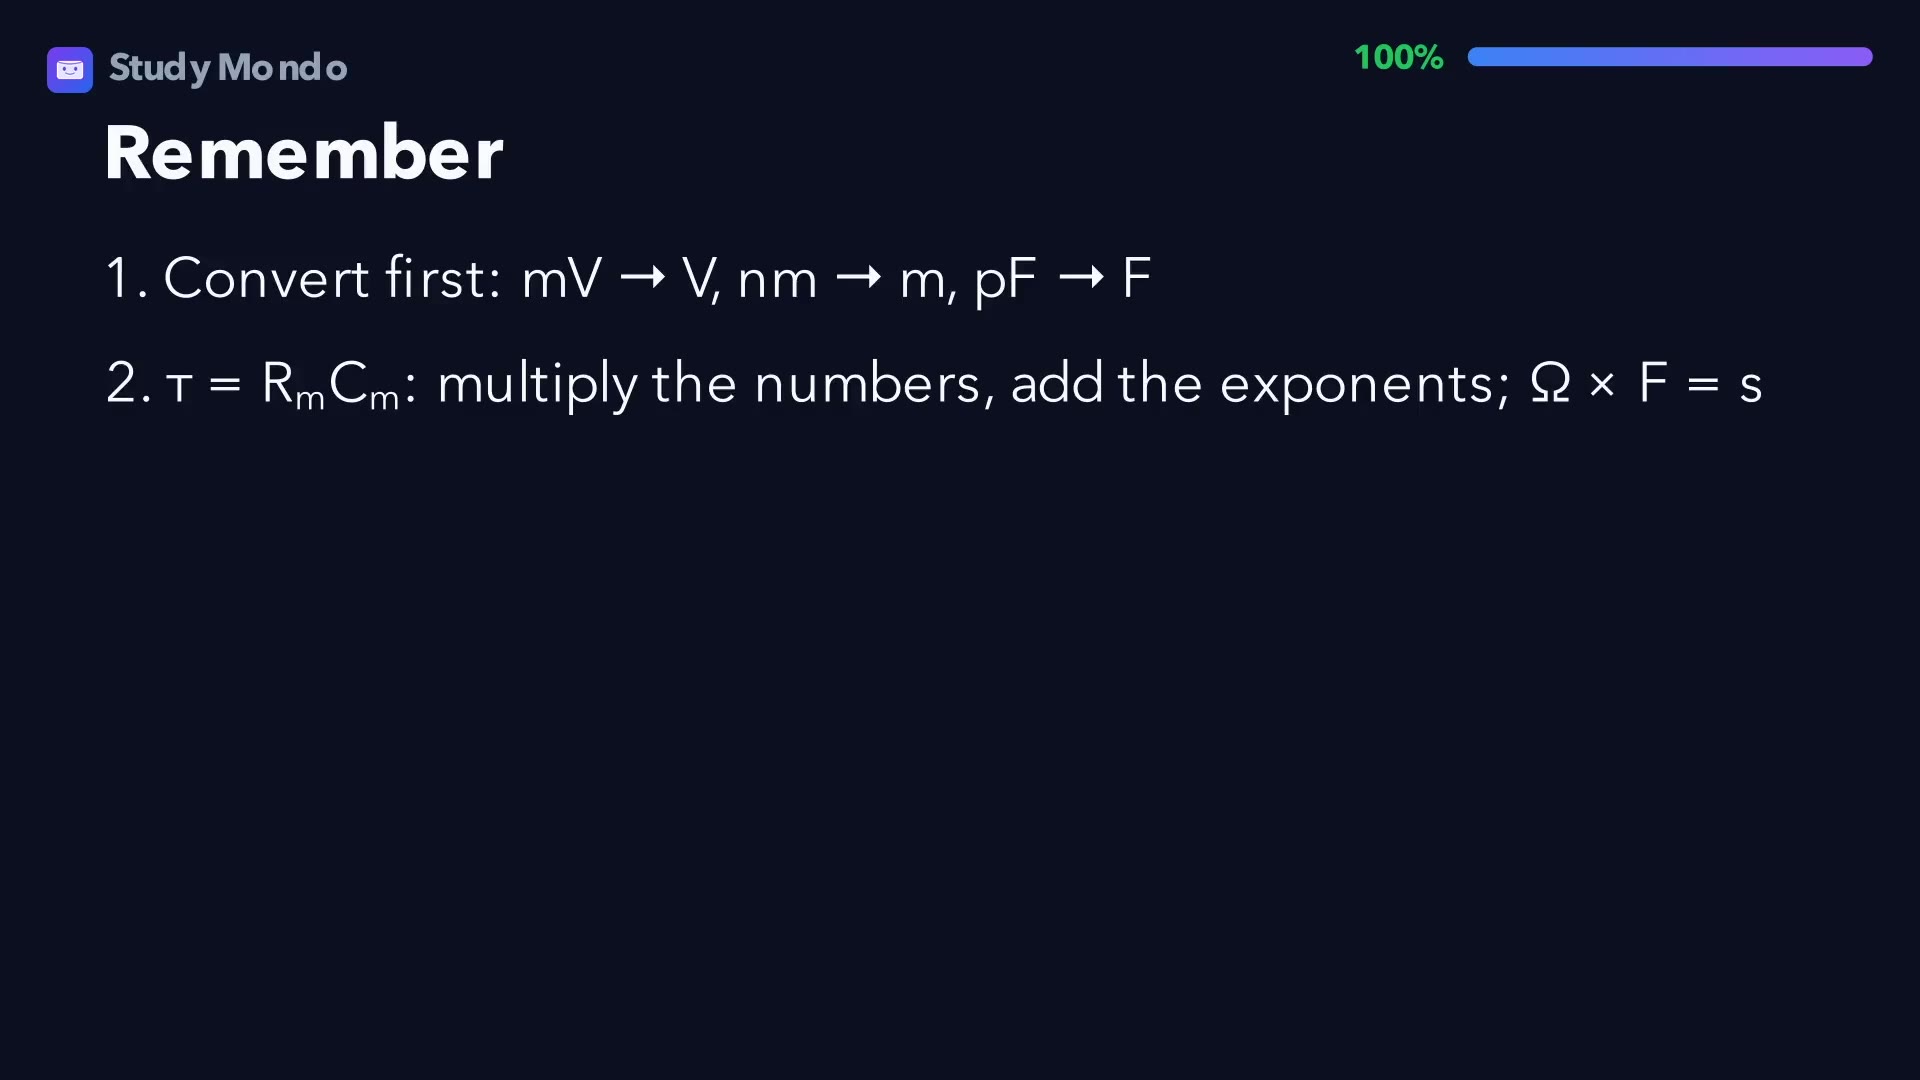 Study Mondo
100%
Remember
1. Convert first: mV → V, nm → m, pF → F
2. τ = RₘCₘ: multiply the numbers, add the exponents; Ω × F = s